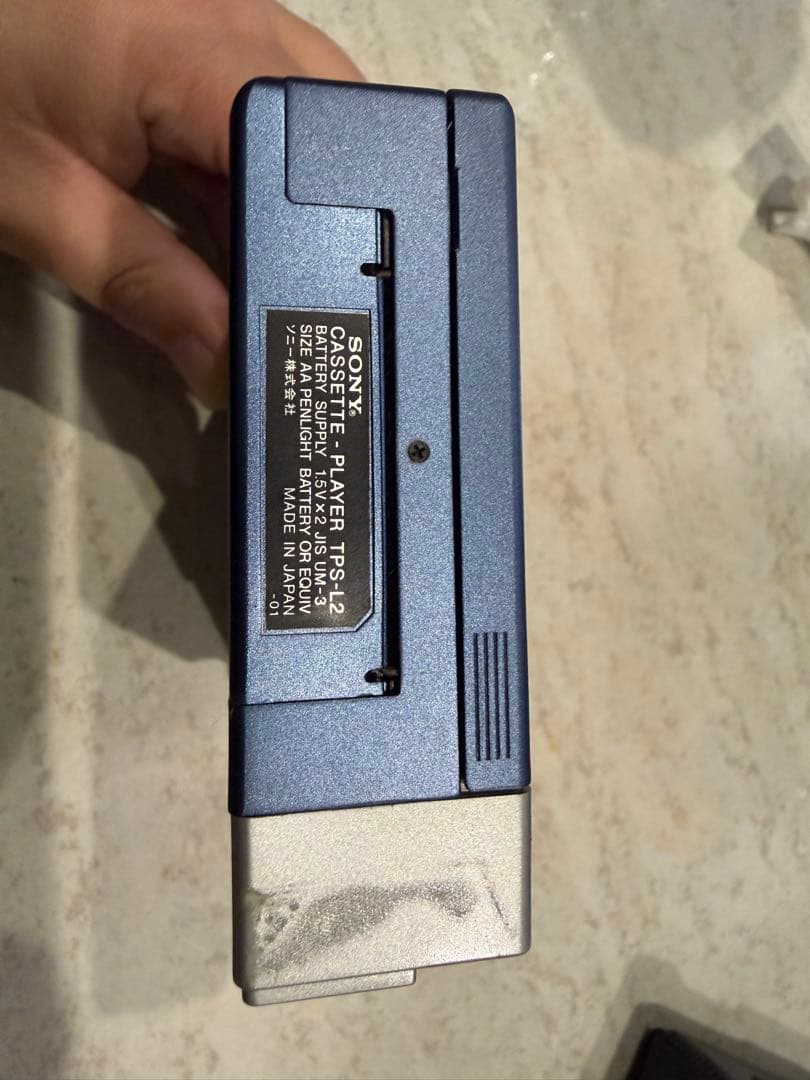 SONY®
CASSETTE-PLAYER TPS-L2
BATTERY SUPPLY 1.5V×2 JIS UM-3
SIZE AA PENLIGHT BATTERY OR EQUIV
ソニー株式会社 MADE IN JAPAN
-01